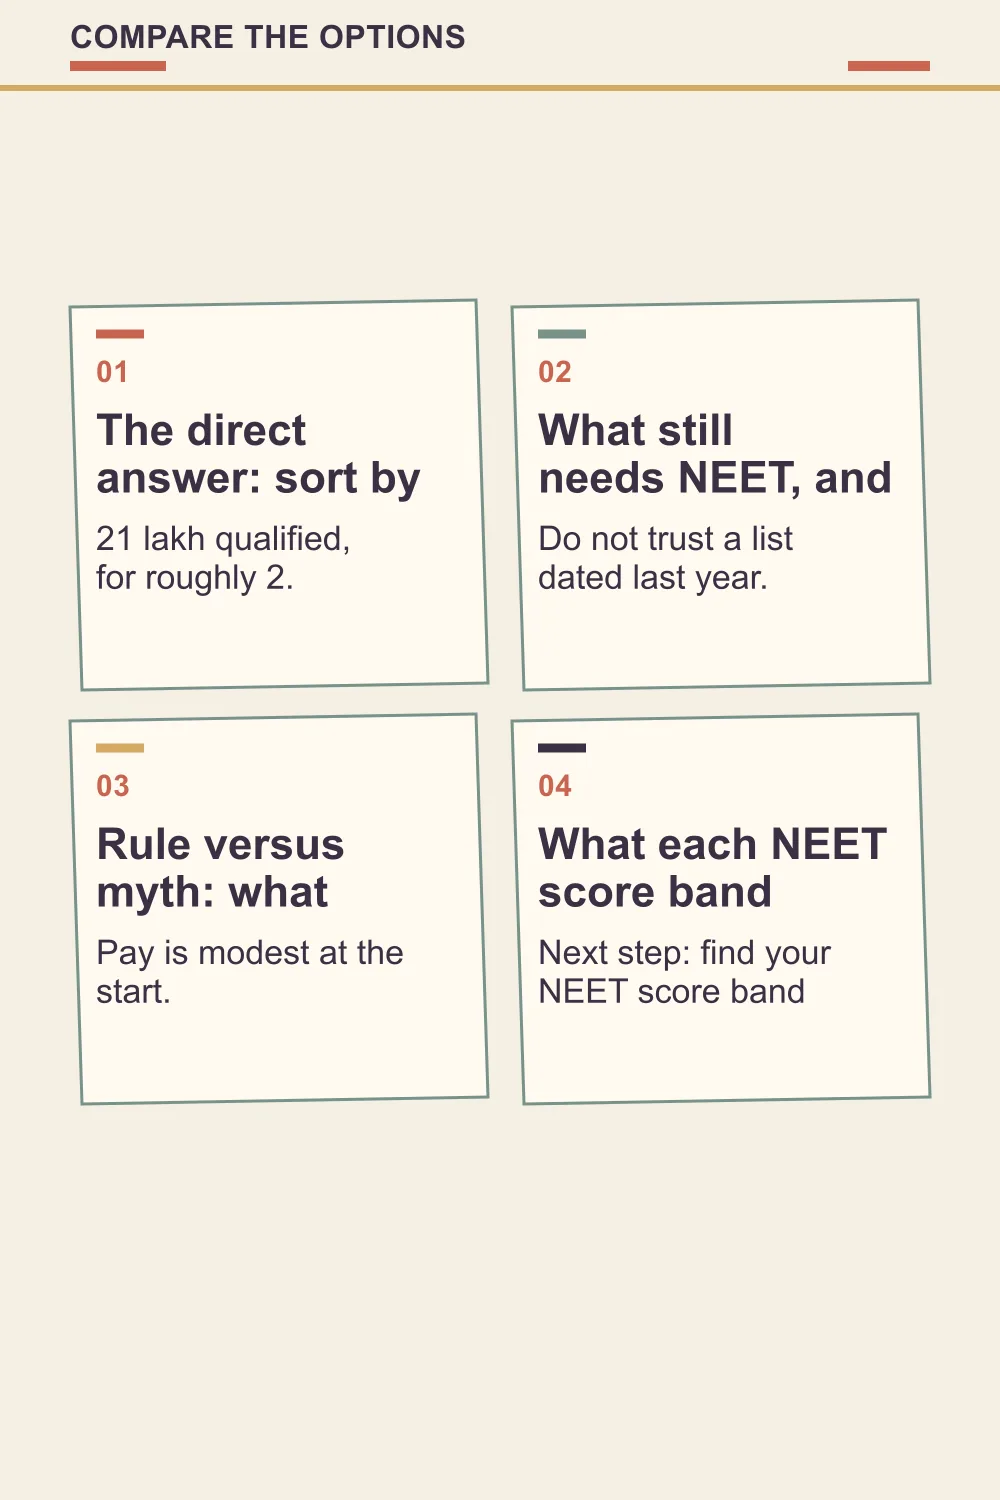 COMPARE THE OPTIONS
01
The direct
answer: sort by
21 lakh qualified,
for roughly 2.
02
What still
needs NEET, and
Do not trust a list
dated last year.
03
Rule versus
myth: what
Pay is modest at the
start.
04
What each NEET
score band
Next step: find your
NEET score band